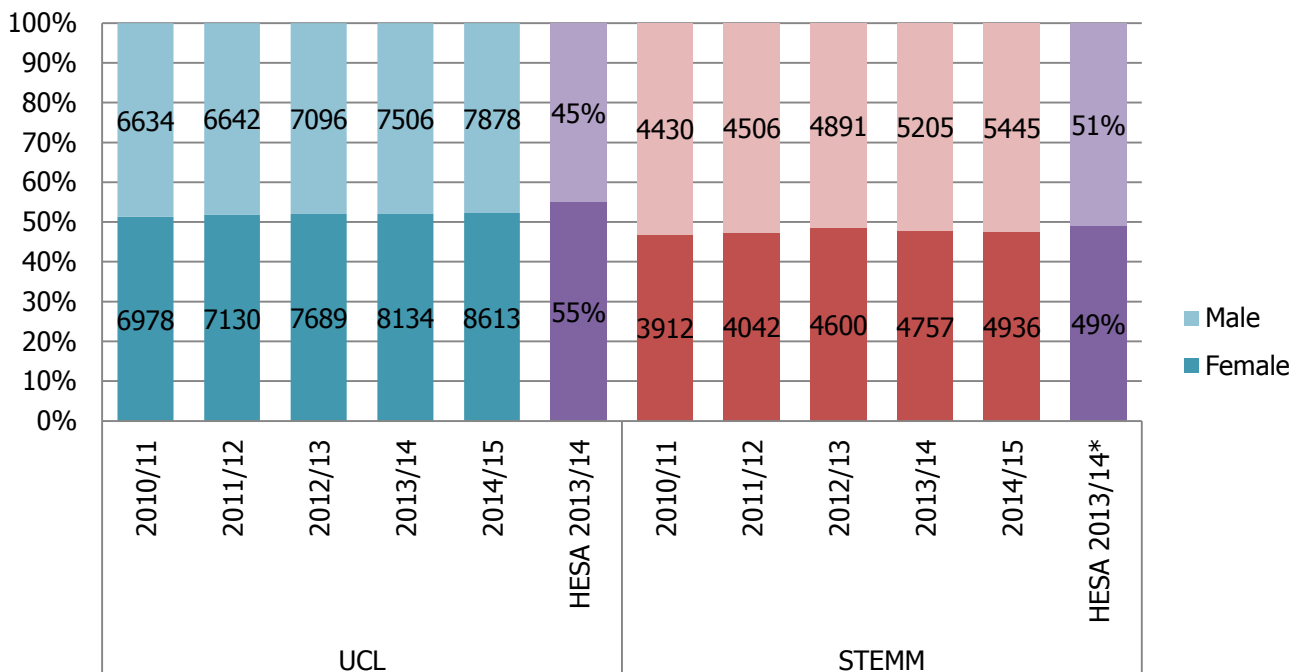 100%
90%
80%
70%
60%
50%
40%
30%
20%
10%
0%
6634 6642 7096 7506 7878 45% 4430 4506 4891 5205 5445 51%
6978 7130 7689 8134 8613 55% 3912 4042 4600 4757 4936 49%
Male
Female
2010/11 2011/12 2012/13 2013/14 2014/15 HESA 2013/14 2010/11 2011/12 2012/13 2013/14 2014/15 HESA 2013/14*
UCL STEMM